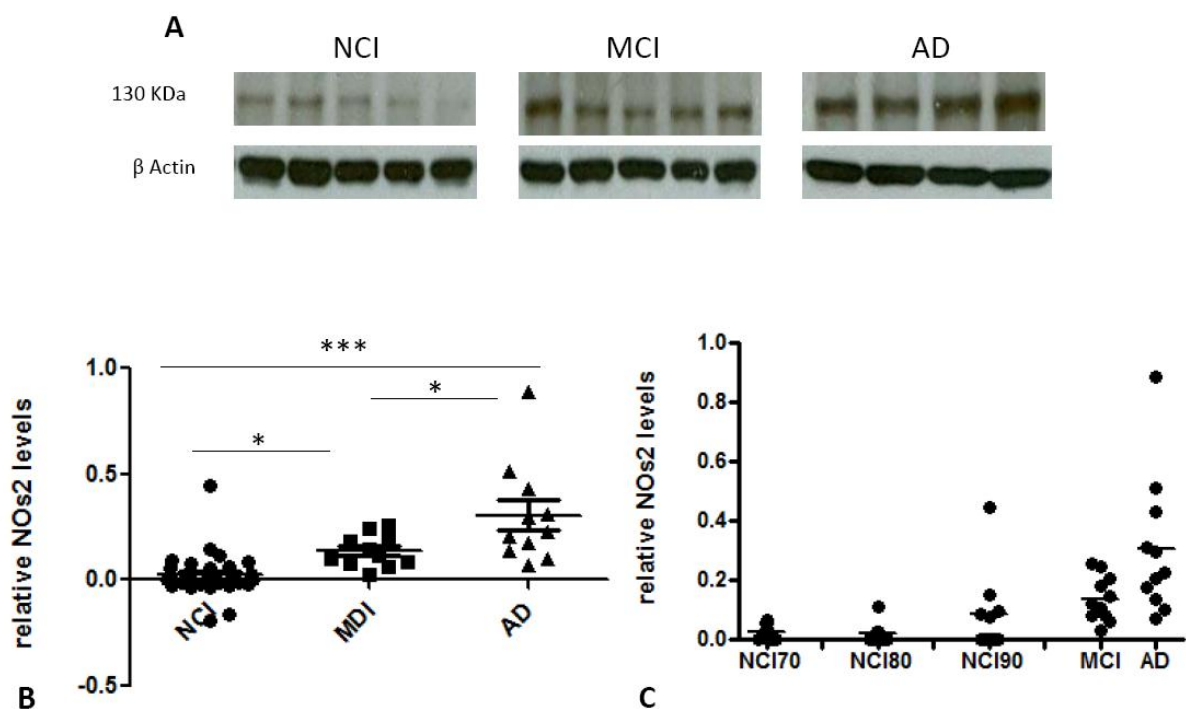 A
NCI MCI AD
130 KDa
β Actin
***
*
*
1.0
0.5
0.0
-0.5
relative NOs2 levels
NCI MDI AD
B
1.0
0.8
0.6
0.4
0.2
0.0
relative NOs2 levels
NCI70 NCI80 NCI90 MCI AD
C